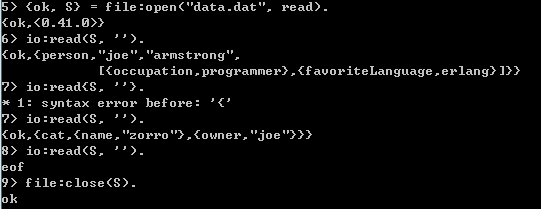 5> {ok, S} = file:open("data.dat", read).
{ok,<0.41.0>}
6> io:read(S, '').
{ok,{person,"joe","armstrong",
            [{occupation,programmer},{favoriteLanguage,erlang}]}}
7> io:read(S, ''}.
* 1: syntax error before: '{'
7> io:read(S, '').
{ok,{cat,{name,"zorro"},{owner,"joe"}}}
8> io:read(S, '').
eof
9> file:close(S).
ok